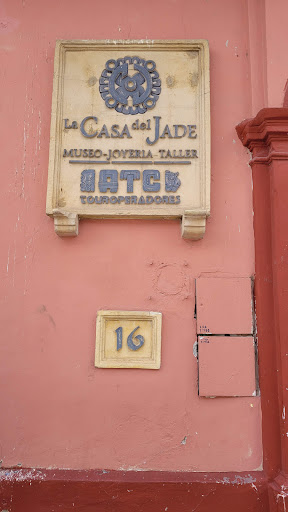 La CASA del JADE
MUSEO-JOYERIA-TALLER
ATC
TOUROPERADORES
16